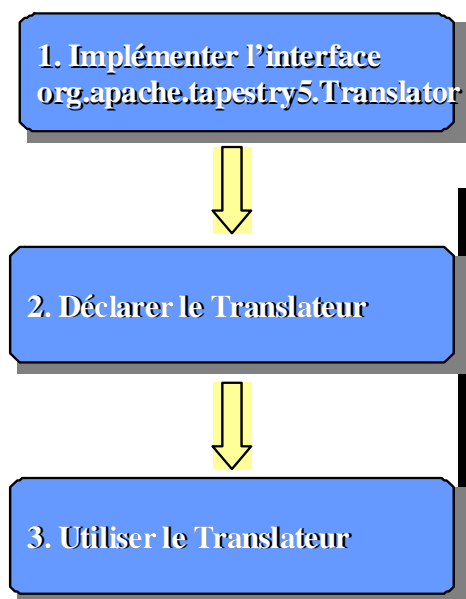 1. Implémenter l’interface
org.apache.tapestry5.Translator
2. Déclarer le Translateur
3. Utiliser le Translateur